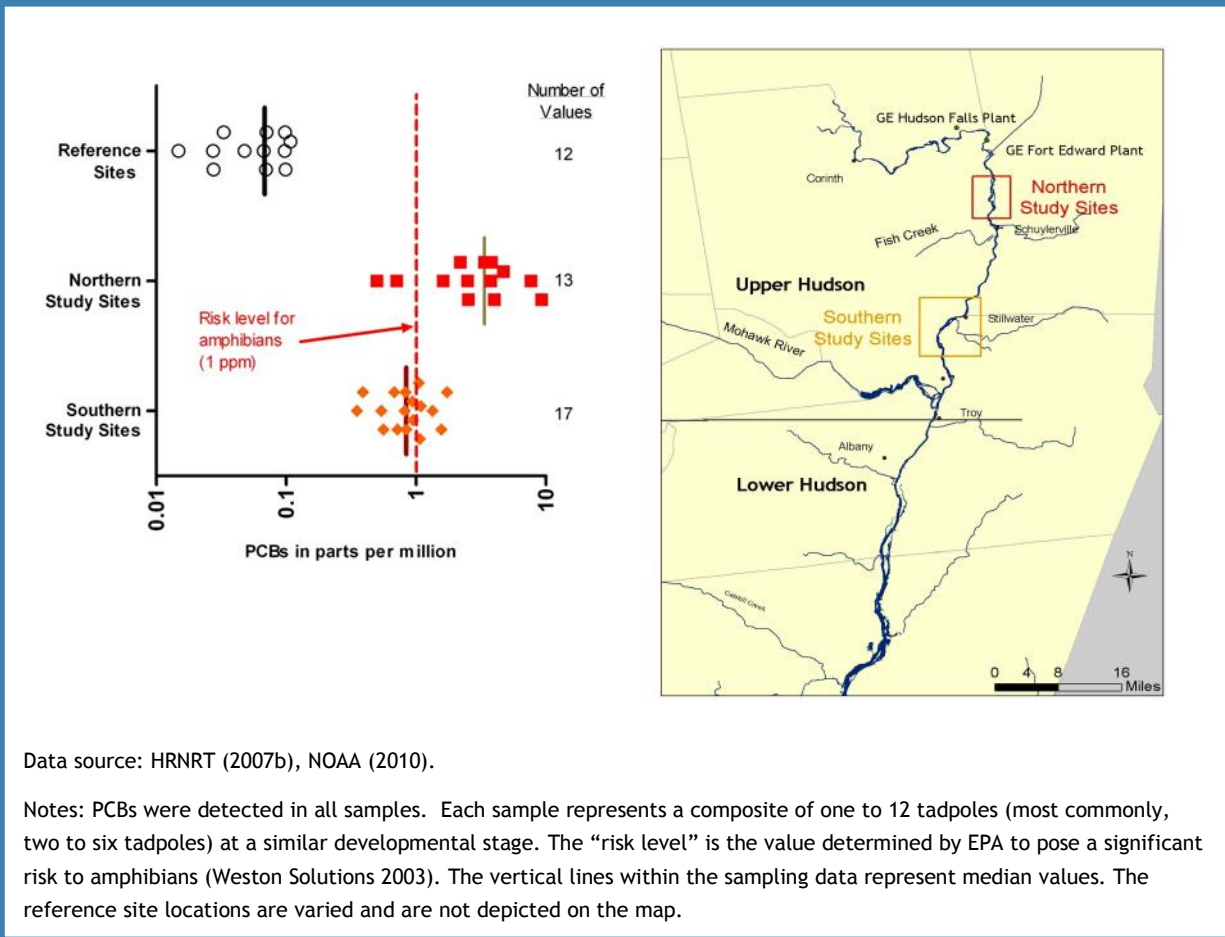 Number of
Values
Reference
Sites
12
Northern
Study Sites
13
Risk level for
amphibians
(1 ppm)
Southern
Study Sites
17
0.01
0.1
1
10
PCBs in parts per million
GE Hudson Falls Plant
GE Fort Edward Plant
Corinth
Northern
Study Sites
Schuylerville
Fish Creek
Upper Hudson
Southern
Study Sites
Stillwater
Mohawk River
Troy
Albany
Lower Hudson
Catskill Creek
N
0 4 8 16
Miles
Data source: HRNRT (2007b), NOAA (2010).
Notes: PCBs were detected in all samples. Each sample represents a composite of one to 12 tadpoles (most commonly,
two to six tadpoles) at a similar developmental stage. The “risk level” is the value determined by EPA to pose a significant
risk to amphibians (Weston Solutions 2003). The vertical lines within the sampling data represent median values. The
reference site locations are varied and are not depicted on the map.